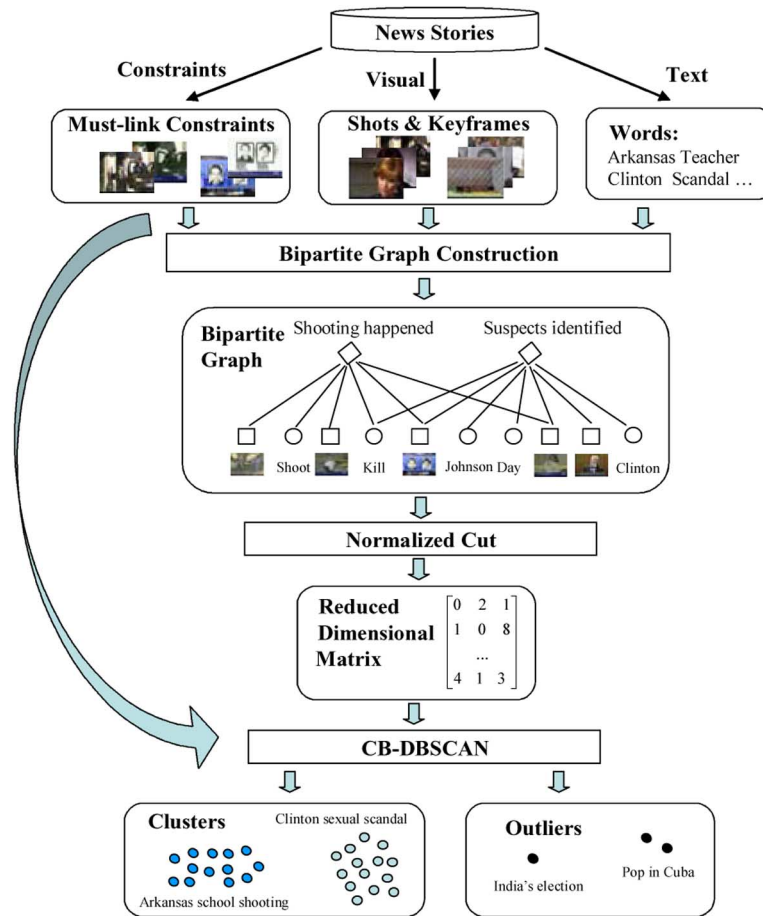 News Stories
Constraints
Visual
Text
Must-link Constraints
Shots & Keyframes
Words:
Arkansas Teacher
Clinton Scandal ...
Bipartite Graph Construction
Bipartite
Graph
Shooting happened
Suspects identified
Shoot
Kill
Johnson Day
Clinton
Normalized Cut
Reduced
Dimensional
Matrix
0 2 1
1 0 8
...
4 1 3
CB-DBSCAN
Clusters
Clinton sexual scandal
Arkansas school shooting
Outliers
India's election
Pop in Cuba